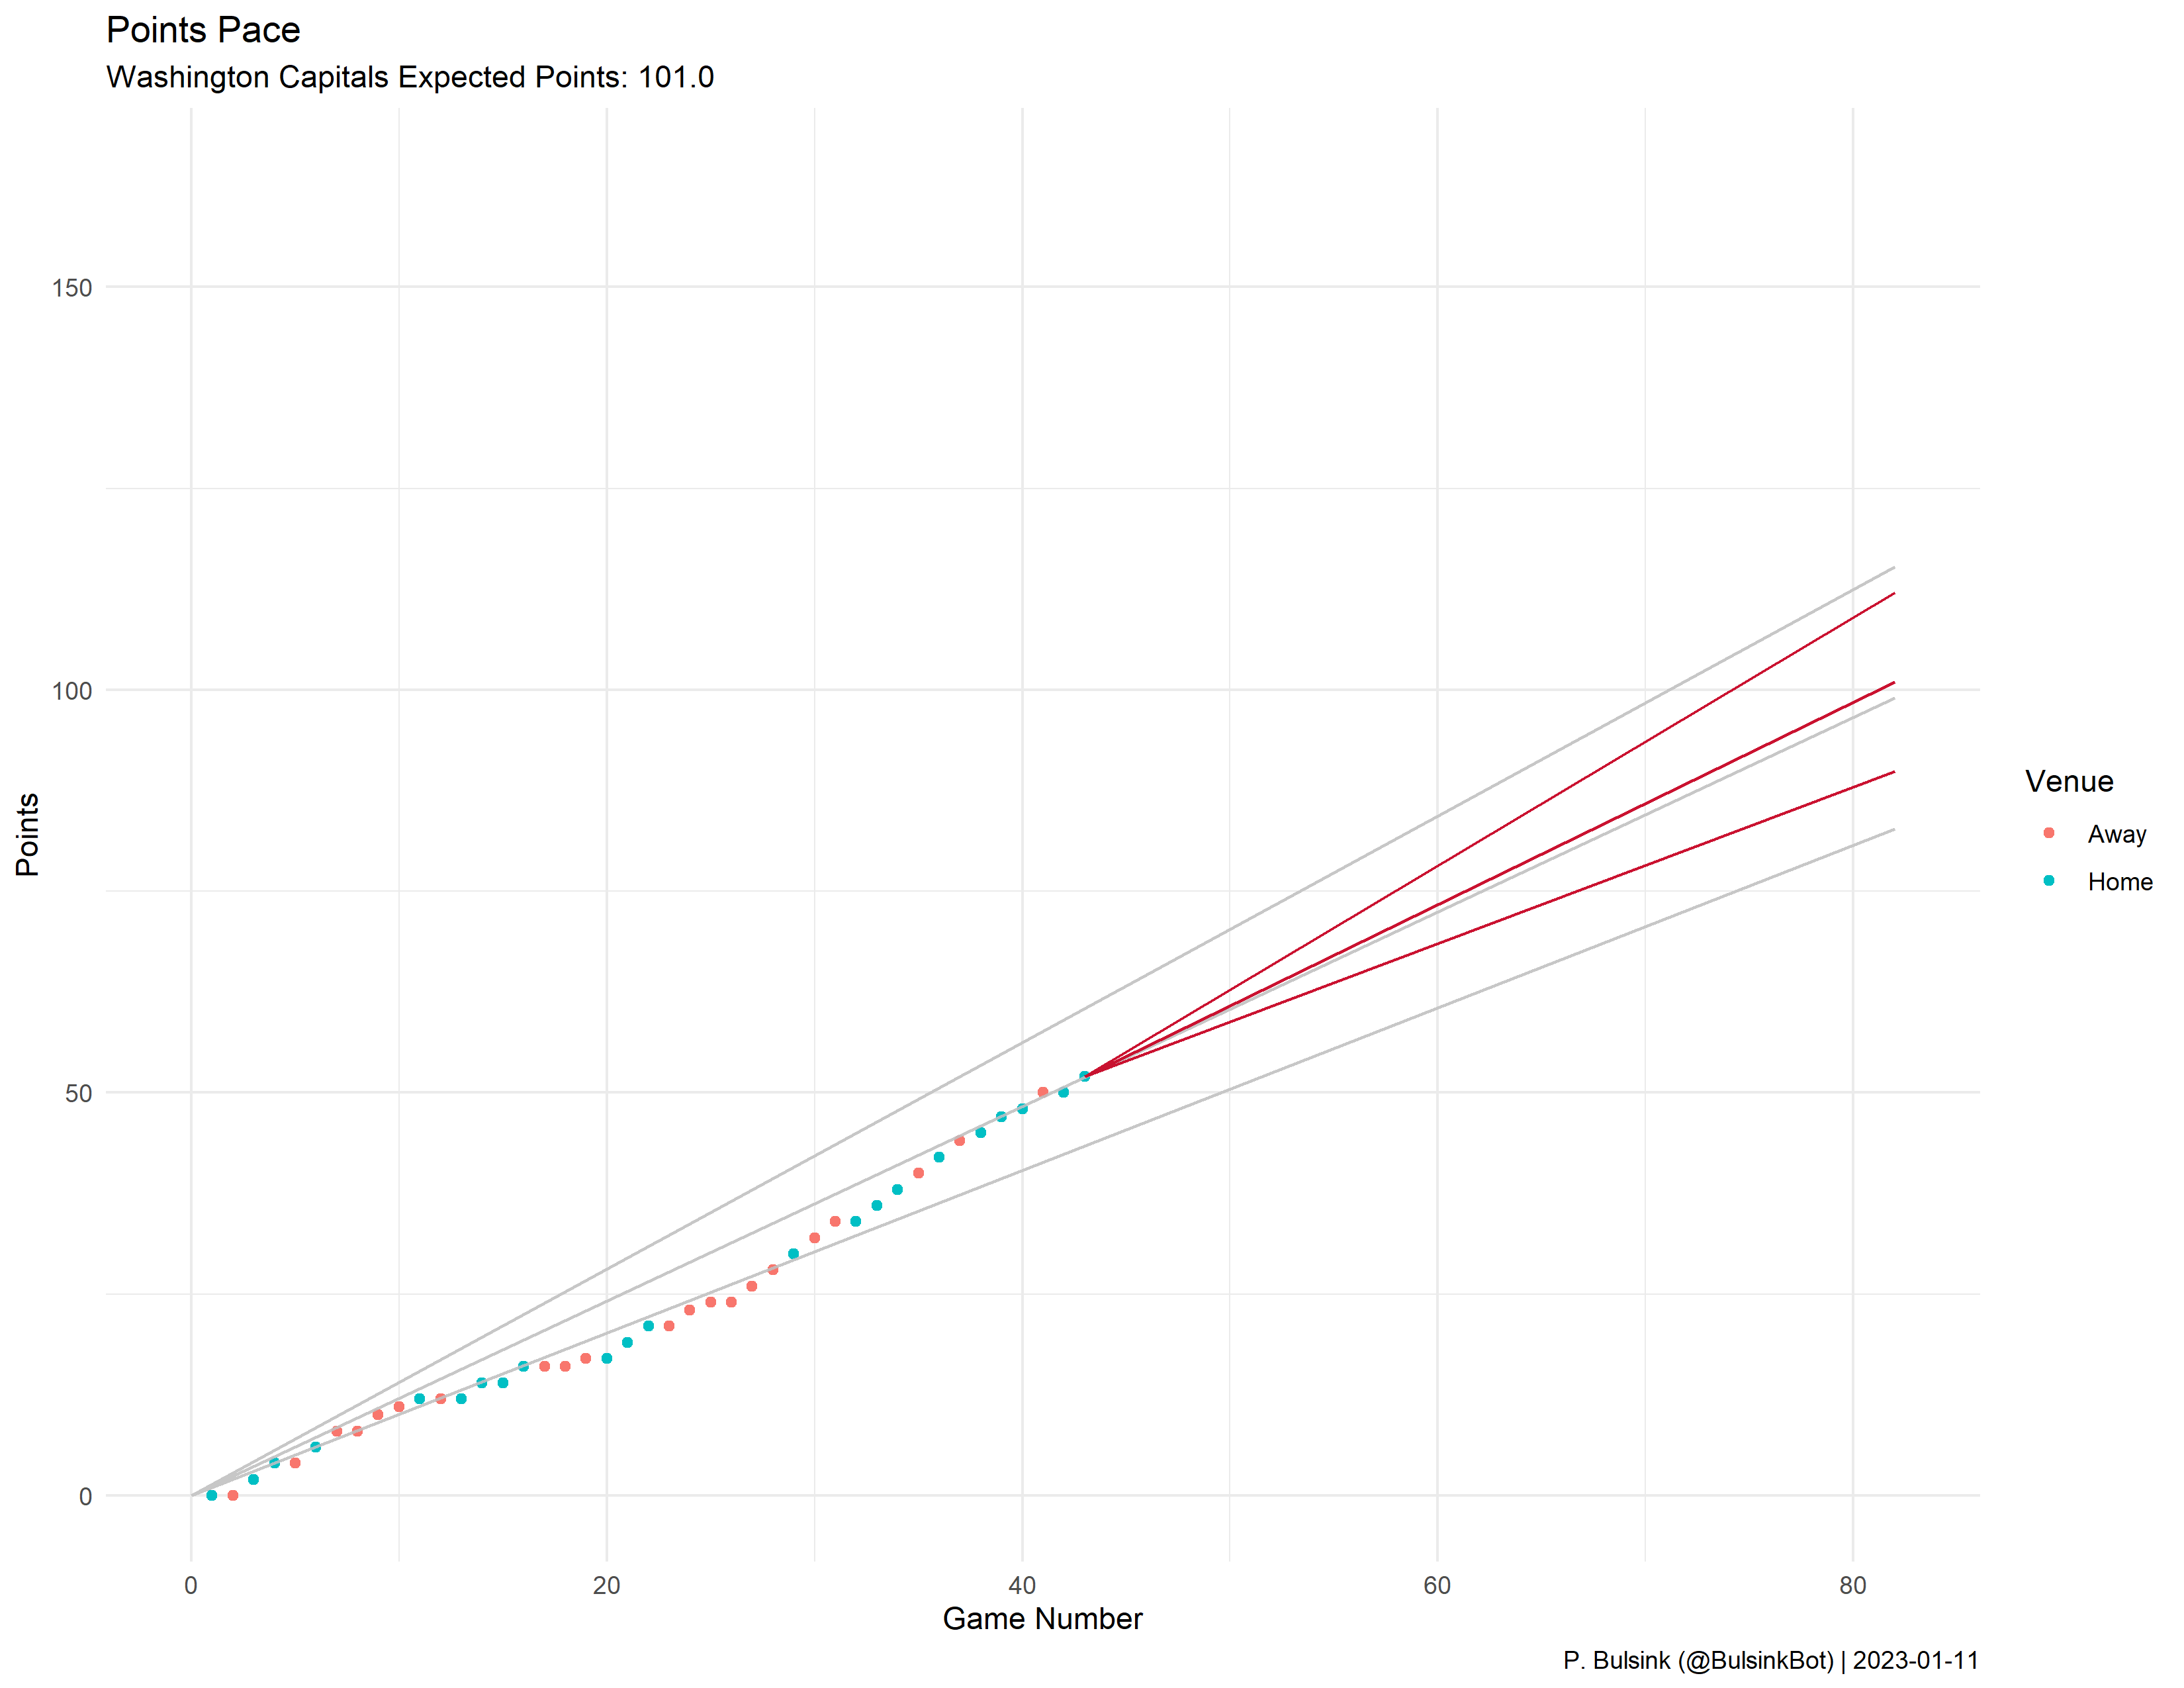 Points Pace
Washington Capitals Expected Points: 101.0
150
100
50
0
Points
0 20 40 60 80
Game Number
Venue
Away
Home
P. Bulsink (@BulsinkBot) | 2023-01-11